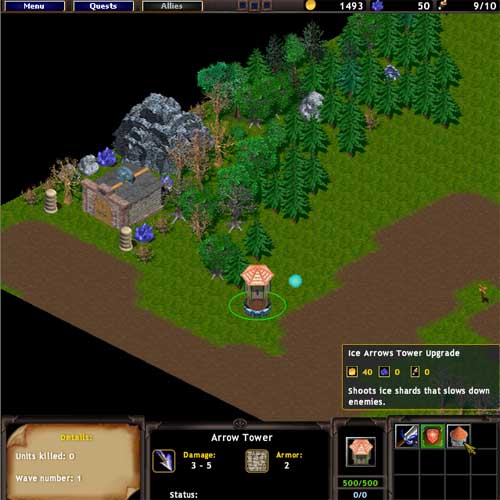 Menu Quests Allies 1493 50 9/10
Ice Arrows Tower Upgrade
40 0 0
Shoots ice shards that slows down
enemies.
Details:
Units killed: 0
Wave number: 1
Arrow Tower
Damage: Armor:
3 - 5 2
Status:
500/500
0/0